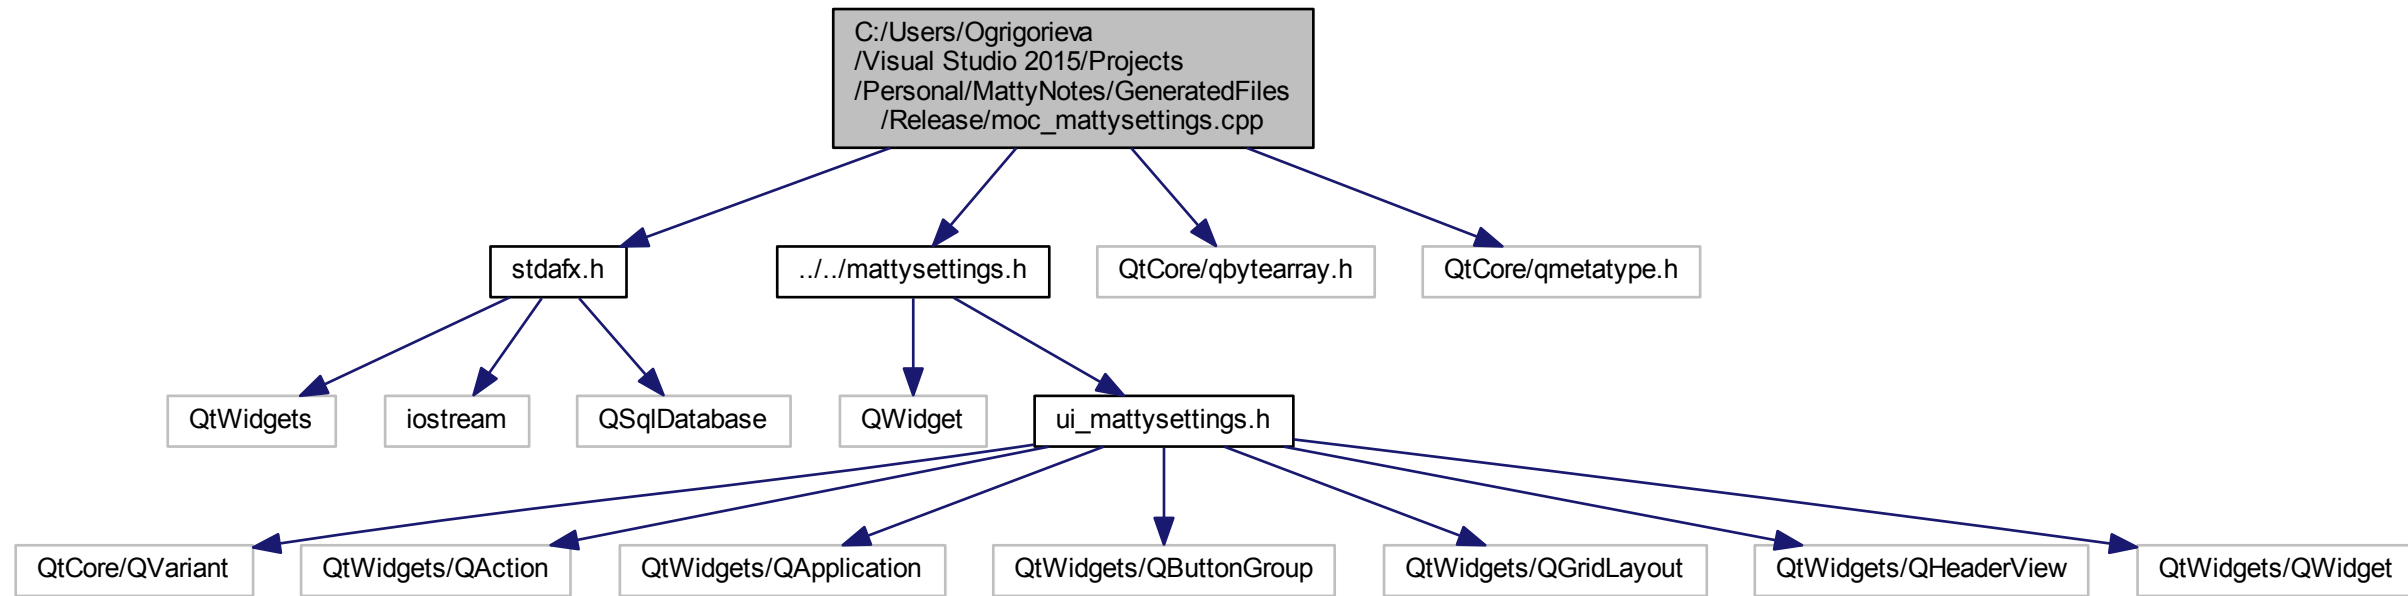 C:/Users/Ogrigorieva
/Visual Studio 2015/Projects
/Personal/MattyNotes/GeneratedFiles
/Release/moc_mattysettings.cpp
stdafx.h
../../mattysettings.h
QtCore/qbytearray.h
QtCore/qmetatype.h
QtWidgets
iostream
QSqlDatabase
QWidget
ui_mattysettings.h
QtCore/QVariant
QtWidgets/QAction
QtWidgets/QApplication
QtWidgets/QButtonGroup
QtWidgets/QGridLayout
QtWidgets/QHeaderView
QtWidgets/QWidget